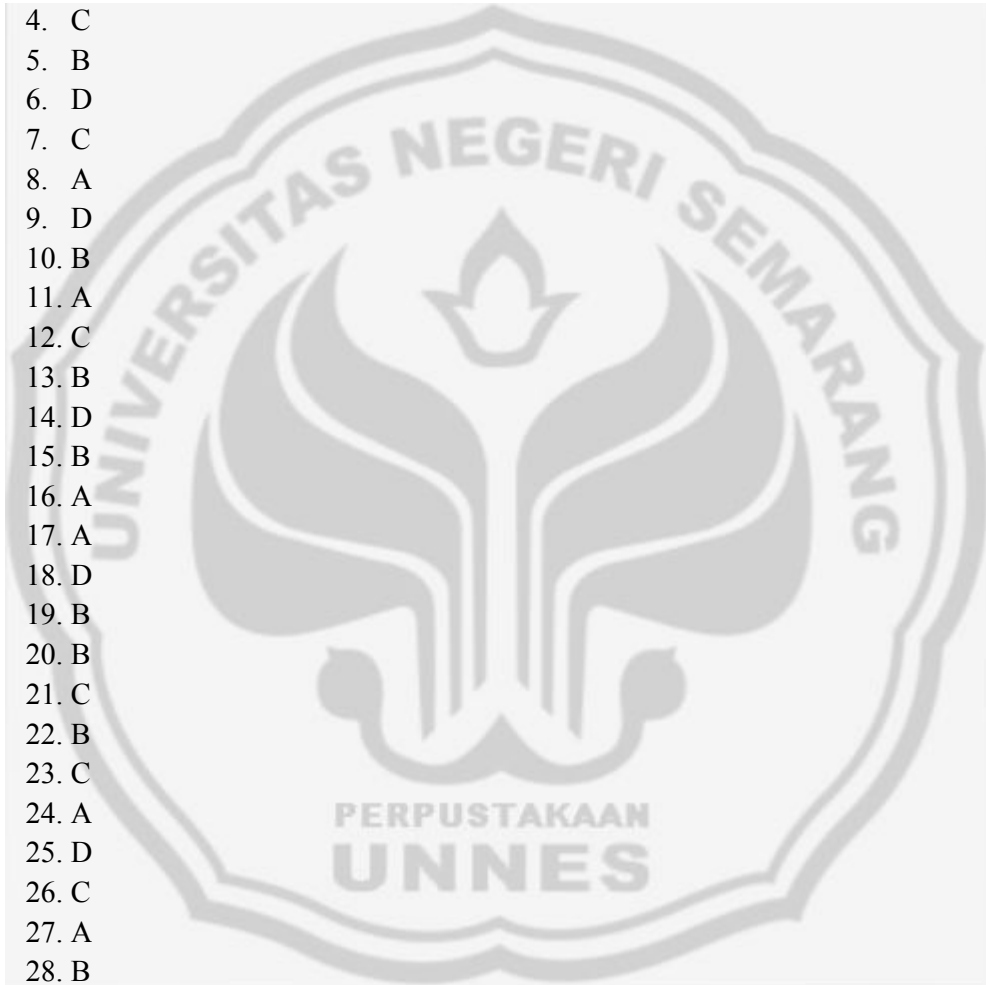 4. C
5. B
6. D
7. C
8. A
9. D
10. B
11. A
12. C
13. B
14. D
15. B
16. A
17. A
18. D
19. B
20. B
21. C
22. B
23. C
24. A
25. D
26. C
27. A
28. B
UNIVERSITAS NEGERI SEMARANG
PERPUSTAKAAN
UNNES